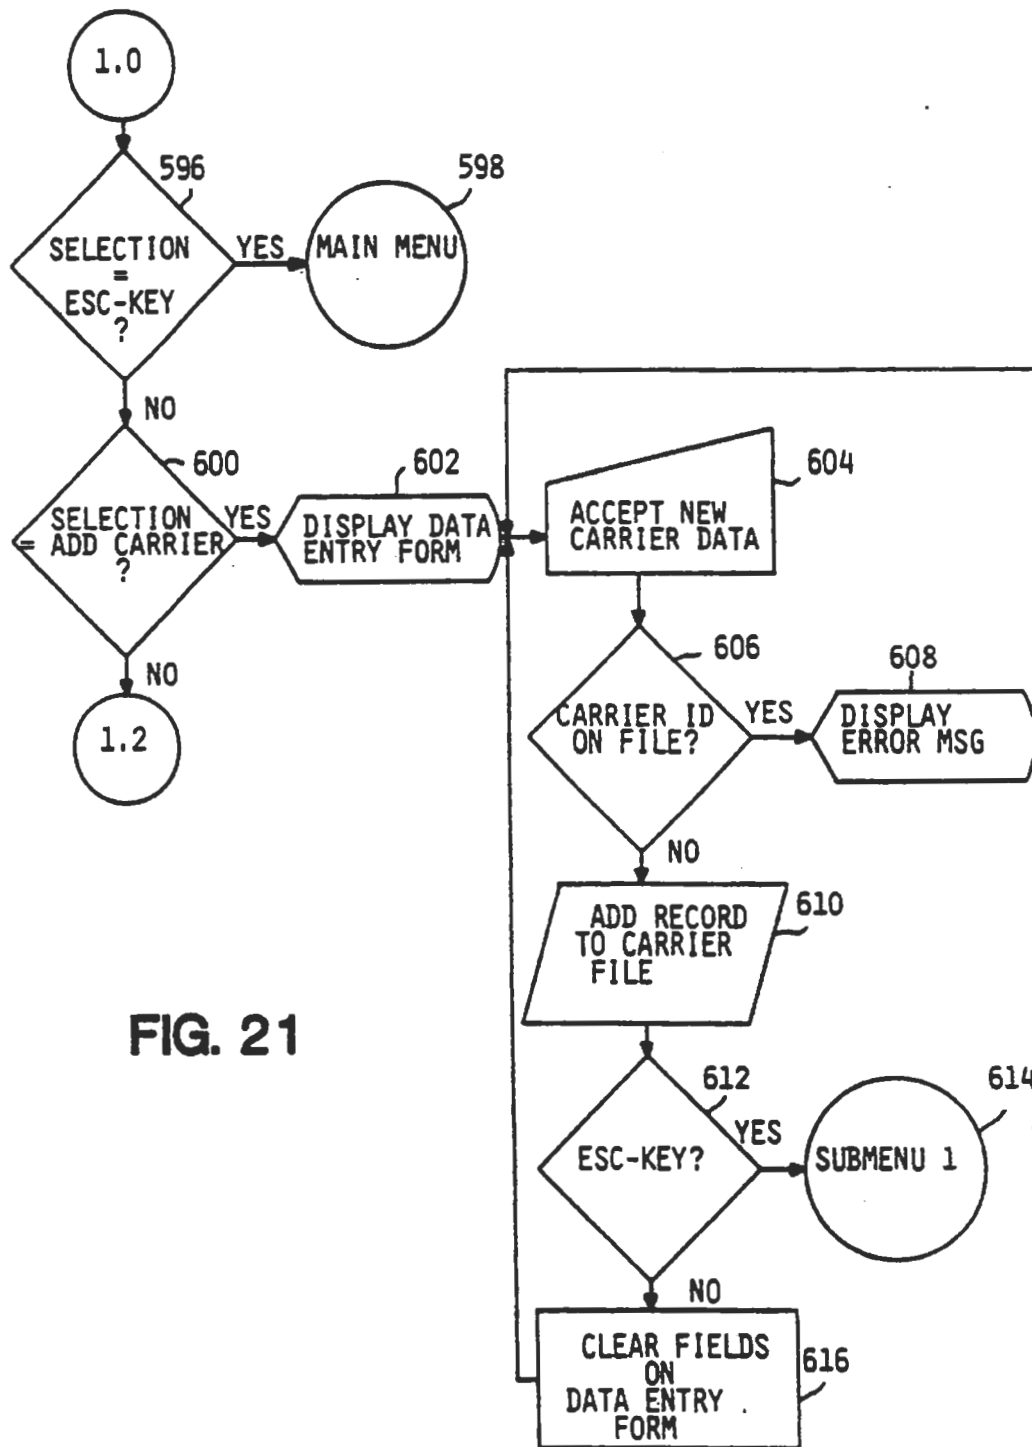 1.0
596
SELECTION
=
ESC-KEY
?
YES
598
MAIN MENU
NO
600
SELECTION
= ADD CARRIER
?
YES
602
DISPLAY DATA
ENTRY FORM
604
ACCEPT NEW
CARRIER DATA
NO
1.2
606
CARRIER ID
ON FILE?
YES
608
DISPLAY
ERROR MSG
NO
610
ADD RECORD
TO CARRIER
FILE
FIG. 21
612
ESC-KEY?
YES
614
SUBMENU 1
NO
616
CLEAR FIELDS
ON
DATA ENTRY
FORM